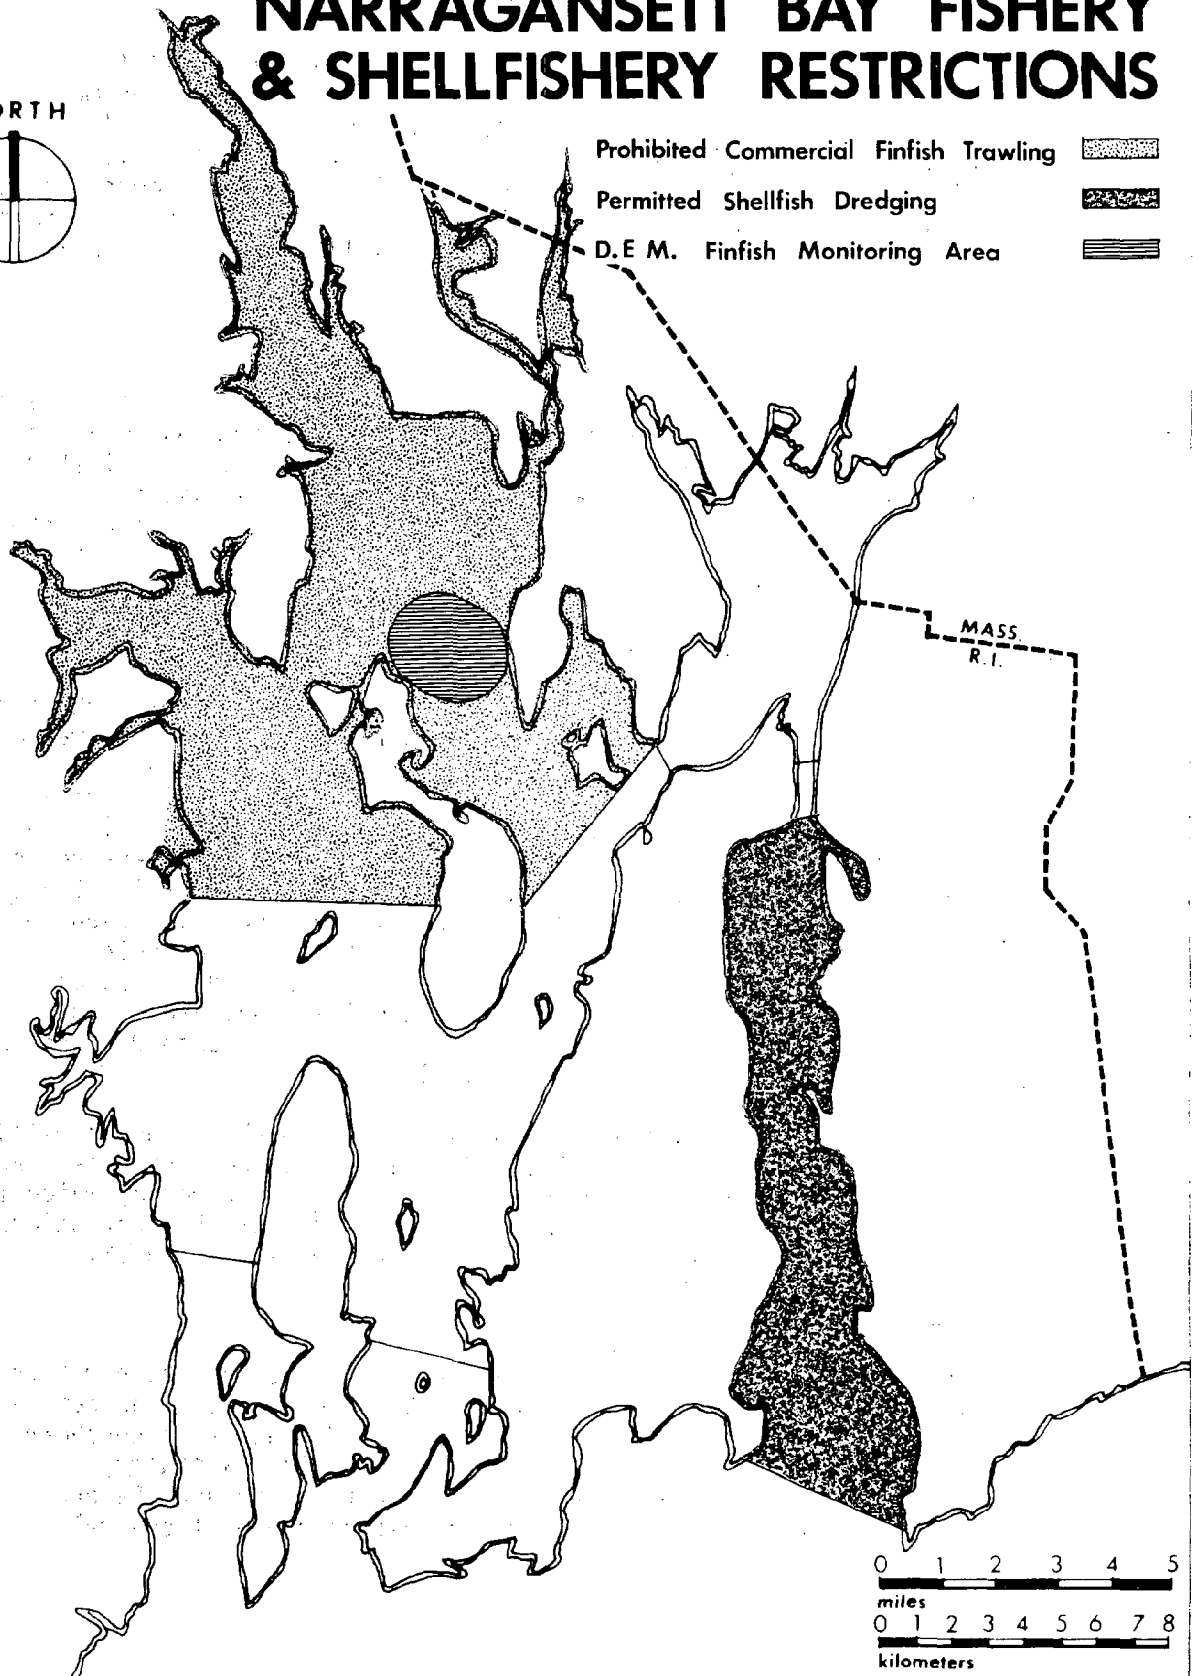 NARRAGANSETT BAY FISHERY
& SHELLFISHERY RESTRICTIONS
ORTH
Prohibited Commercial Finfish Trawling
Permitted Shellfish Dredging
D.E M. Finfish Monitoring Area
MASS.
R.I.
0 1 2 3 4 5
miles
0 1 2 3 4 5 6 7 8
kilometers